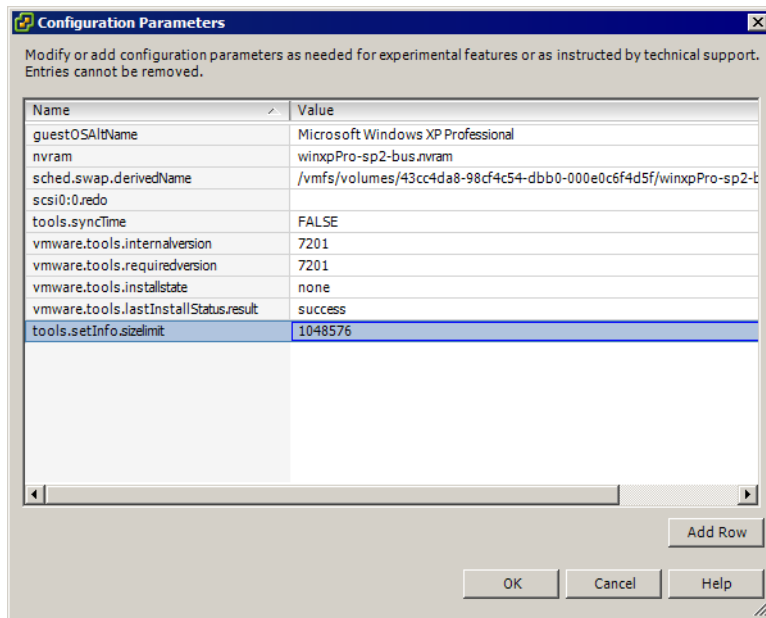 Configuration Parameters
Modify or add configuration parameters as needed for experimental features or as instructed by technical support.
Entries cannot be removed.
Name Value
guestOSAltName Microsoft Windows XP Professional
nvram winxpPro-sp2-bus.nvram
sched.swap.derivedName /vmfs/volumes/43cc4da8-98cf4c54-dbb0-000e0c6f4d5f/winxpPro-sp2-b
scsi0:0.redo
tools.syncTime FALSE
vmware.tools.internalversion 7201
vmware.tools.requiredversion 7201
vmware.tools.installstate none
vmware.tools.lastInstallStatus.result success
tools.setInfo.sizelimit 1048576
Add Row
OK Cancel Help